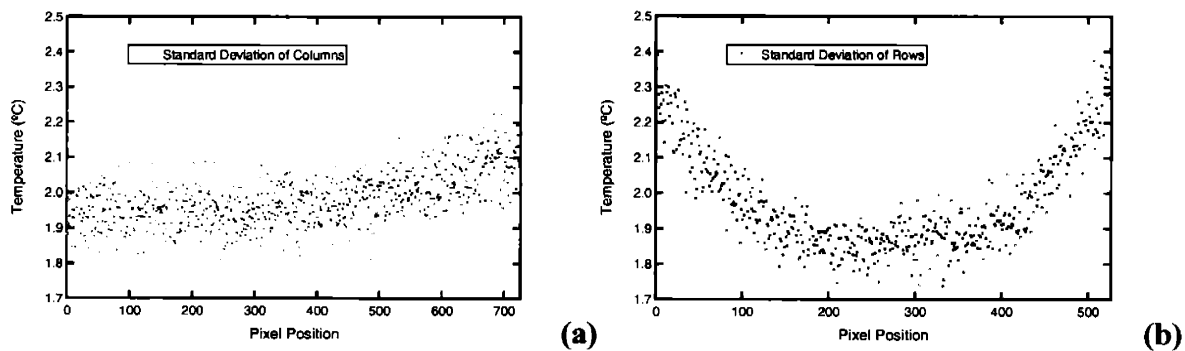 2.5
2.4
2.3
2.2
2.1
2.0
1.9
1.8
1.7
Temperature (ºC)
Standard Deviation of Columns
0 100 200 300 400 500 600 700
Pixel Position
(a)
2.5
2.4
2.3
2.2
2.1
2.0
1.9
1.8
1.7
Temperature (ºC)
Standard Deviation of Rows
0 100 200 300 400 500
Pixel Position
(b)